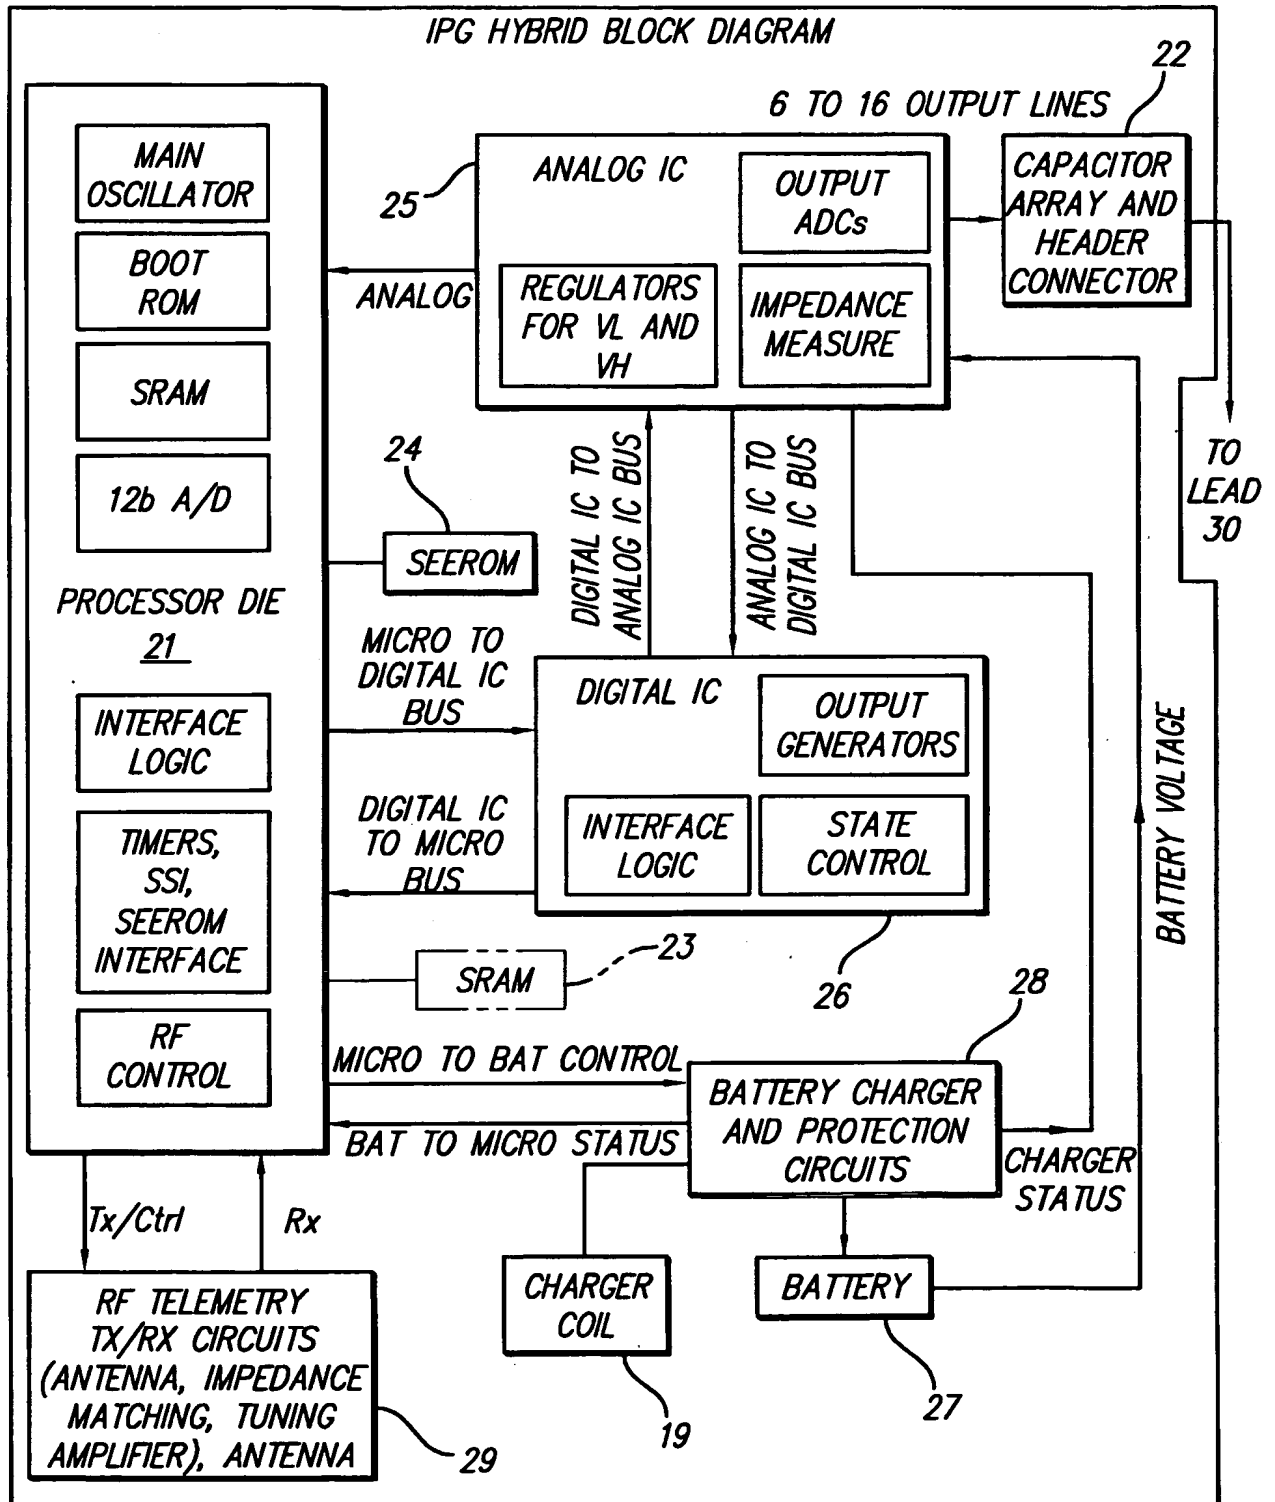 IPG HYBRID BLOCK DIAGRAM
22
6 TO 16 OUTPUT LINES
MAIN
OSCILLATOR
BOOT
ROM
SRAM
12b A/D
PROCESSOR DIE
21
INTERFACE
LOGIC
TIMERS,
SSI,
SEEROM
INTERFACE
RF
CONTROL
25
ANALOG IC
OUTPUT
ADCs
REGULATORS
FOR VL AND
VH
IMPEDANCE
MEASURE
CAPACITOR
ARRAY AND
HEADER
CONNECTOR
ANALOG
TO
LEAD
30
24
SEEROM
DIGITAL IC TO
ANALOG IC BUS
ANALOG IC TO
DIGITAL IC BUS
MICRO TO
DIGITAL IC
BUS
DIGITAL IC
OUTPUT
GENERATORS
INTERFACE
LOGIC
STATE
CONTROL
DIGITAL IC
TO MICRO
BUS
BATTERY VOLTAGE
SRAM
23
26
28
MICRO TO BAT CONTROL
BAT TO MICRO STATUS
BATTERY CHARGER
AND PROTECTION
CIRCUITS
CHARGER
STATUS
Tx/Ctrl
Rx
CHARGER
COIL
BATTERY
RF TELEMETRY
TX/RX CIRCUITS
(ANTENNA, IMPEDANCE
MATCHING, TUNING
AMPLIFIER), ANTENNA
29
19
27